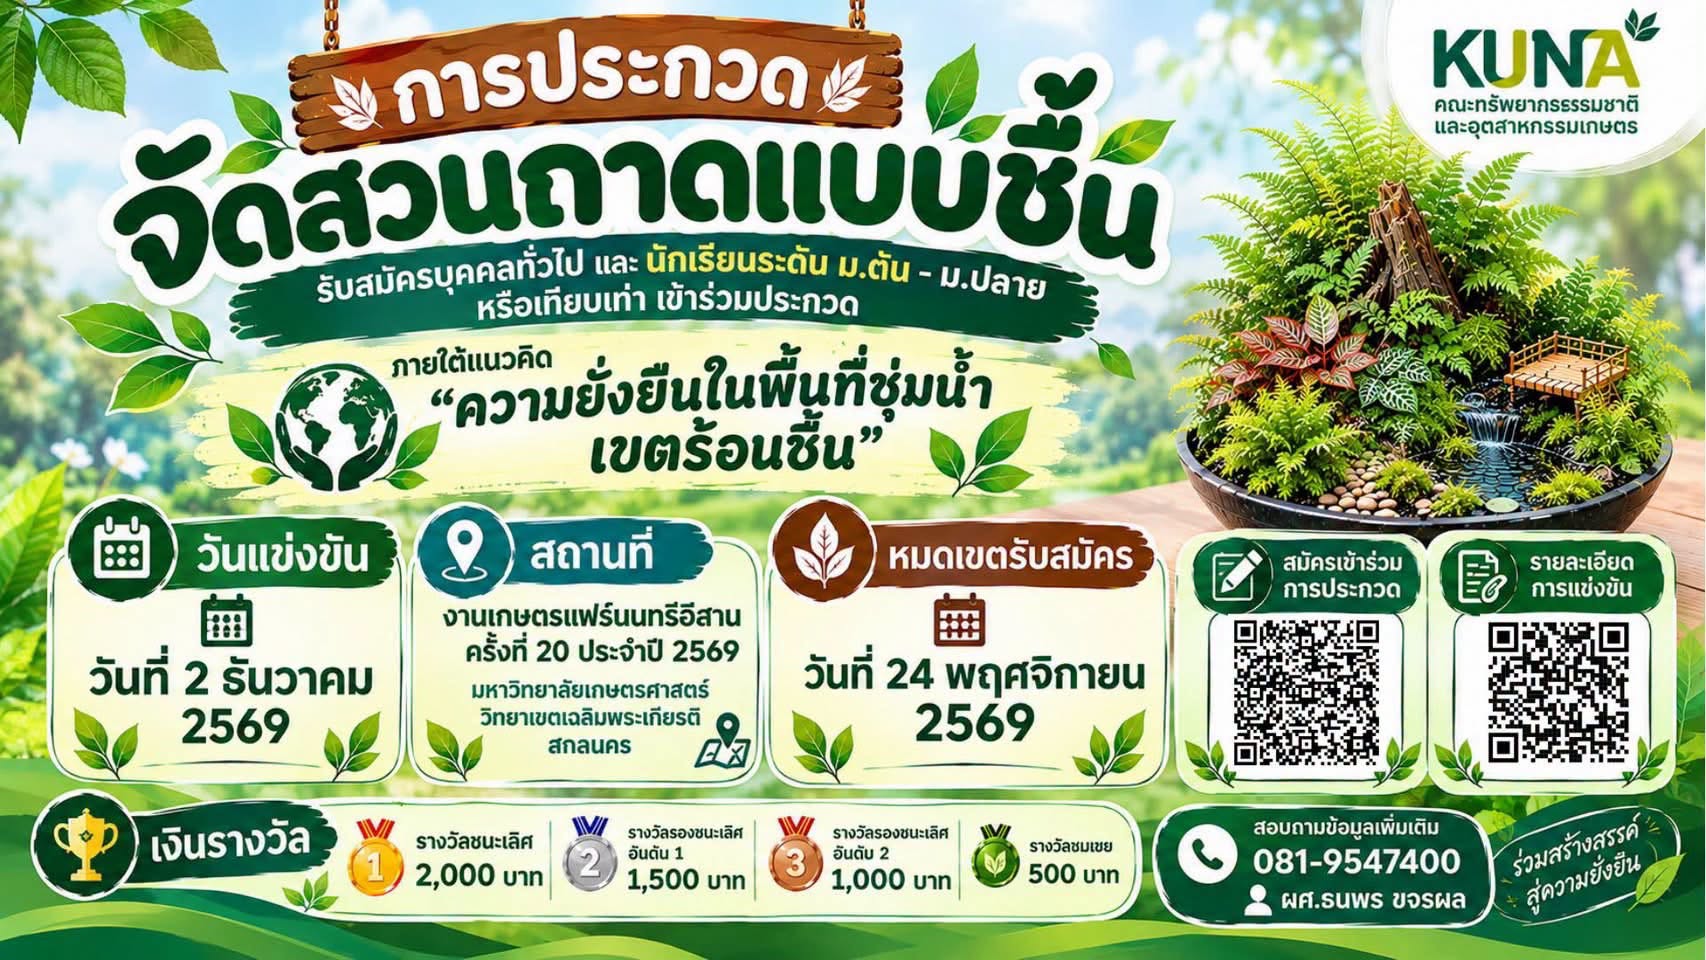 การประกวด
จัดสวนถาดแบบชื้น
รับสมัครบุคคลทั่วไป และ นักเรียนระดับ ม.ต้น - ม.ปลาย
หรือเทียบเท่า เข้าร่วมประกวด
ภายใต้แนวคิด
“ความยั่งยืนในพื้นที่ชุ่มน้ำ
เขตร้อนชื้น”
KUNA
คณะทรัพยากรธรรมชาติ
และอุตสาหกรรมเกษตร
วันแข่งขัน
วันที่ 2 ธันวาคม
2569
สถานที่
งานเกษตรแฟร์นนทรีอีสาน
ครั้งที่ 20 ประจำปี 2569
มหาวิทยาลัยเกษตรศาสตร์
วิทยาเขตเฉลิมพระเกียรติ
สกลนคร
หมดเขตรับสมัคร
วันที่ 24 พฤศจิกายน
2569
สมัครเข้าร่วม
การประกวด
รายละเอียด
การแข่งขัน
เงินรางวัล
1
รางวัลชนะเลิศ
2,000 บาท
2
รางวัลรองชนะเลิศ
อันดับ 1
1,500 บาท
3
รางวัลรองชนะเลิศ
อันดับ 2
1,000 บาท
รางวัลชมเชย
500 บาท
สอบถามข้อมูลเพิ่มเติม
081-9547400
ผศ.ธนพร ขจรผล
ร่วมสร้างสรรค์
สู่ความยั่งยืน